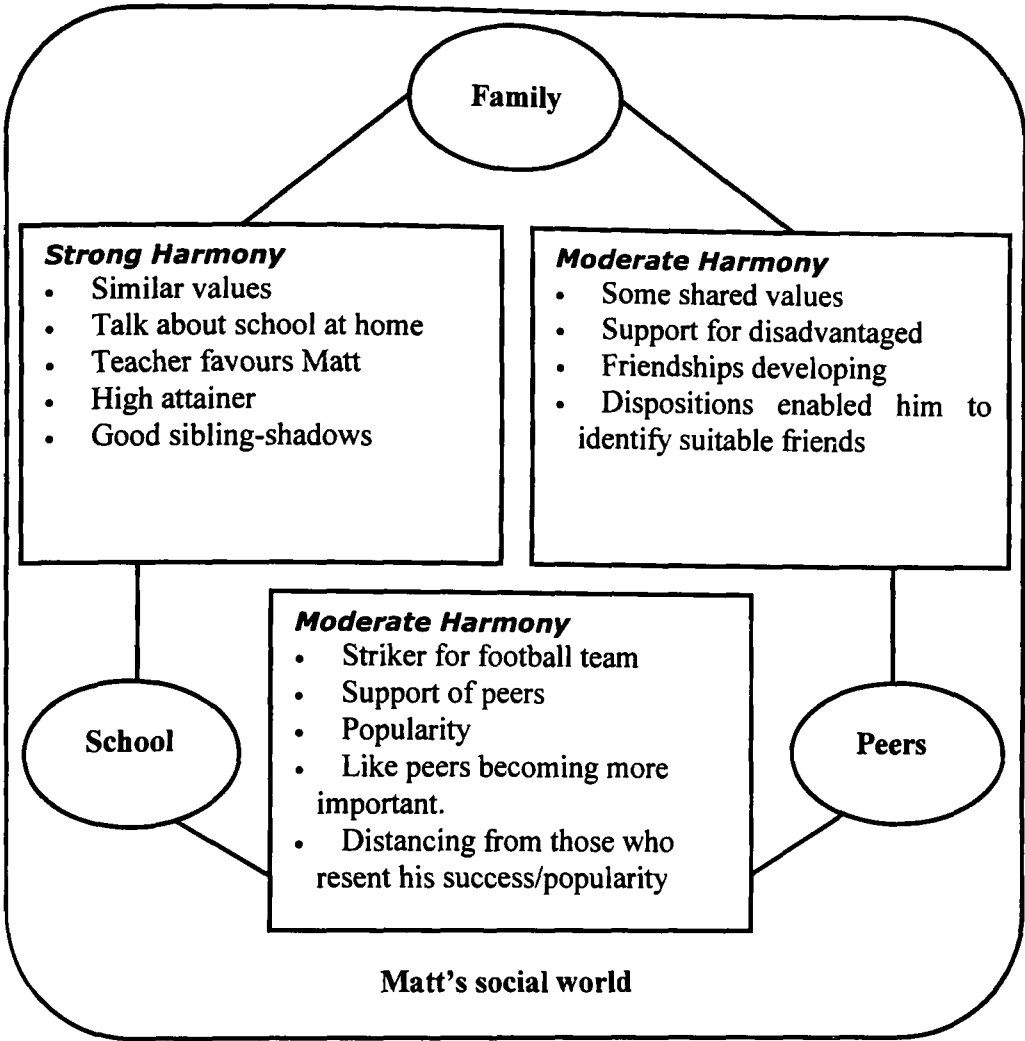 Family
Strong Harmony
• Similar values
• Talk about school at home
• Teacher favours Matt
• High attainer
• Good sibling-shadows
Moderate Harmony
• Some shared values
• Support for disadvantaged
• Friendships developing
• Dispositions enabled him to
identify suitable friends
School
Moderate Harmony
• Striker for football team
• Support of peers
• Popularity
• Like peers becoming more
important.
• Distancing from those who
resent his success/popularity
Peers
Matt's social world